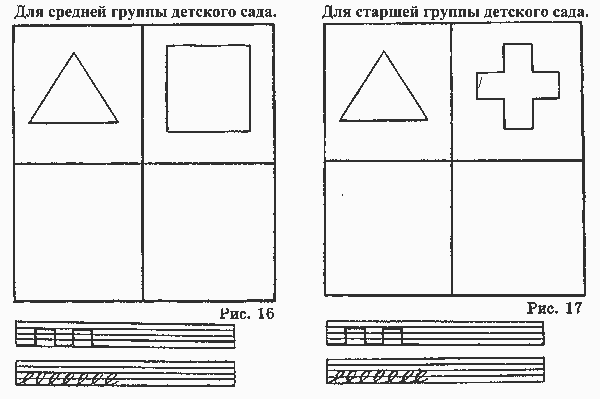 Для средней группы детского сада.
Для старшей группы детского сада.
Рис. 16
Рис. 17